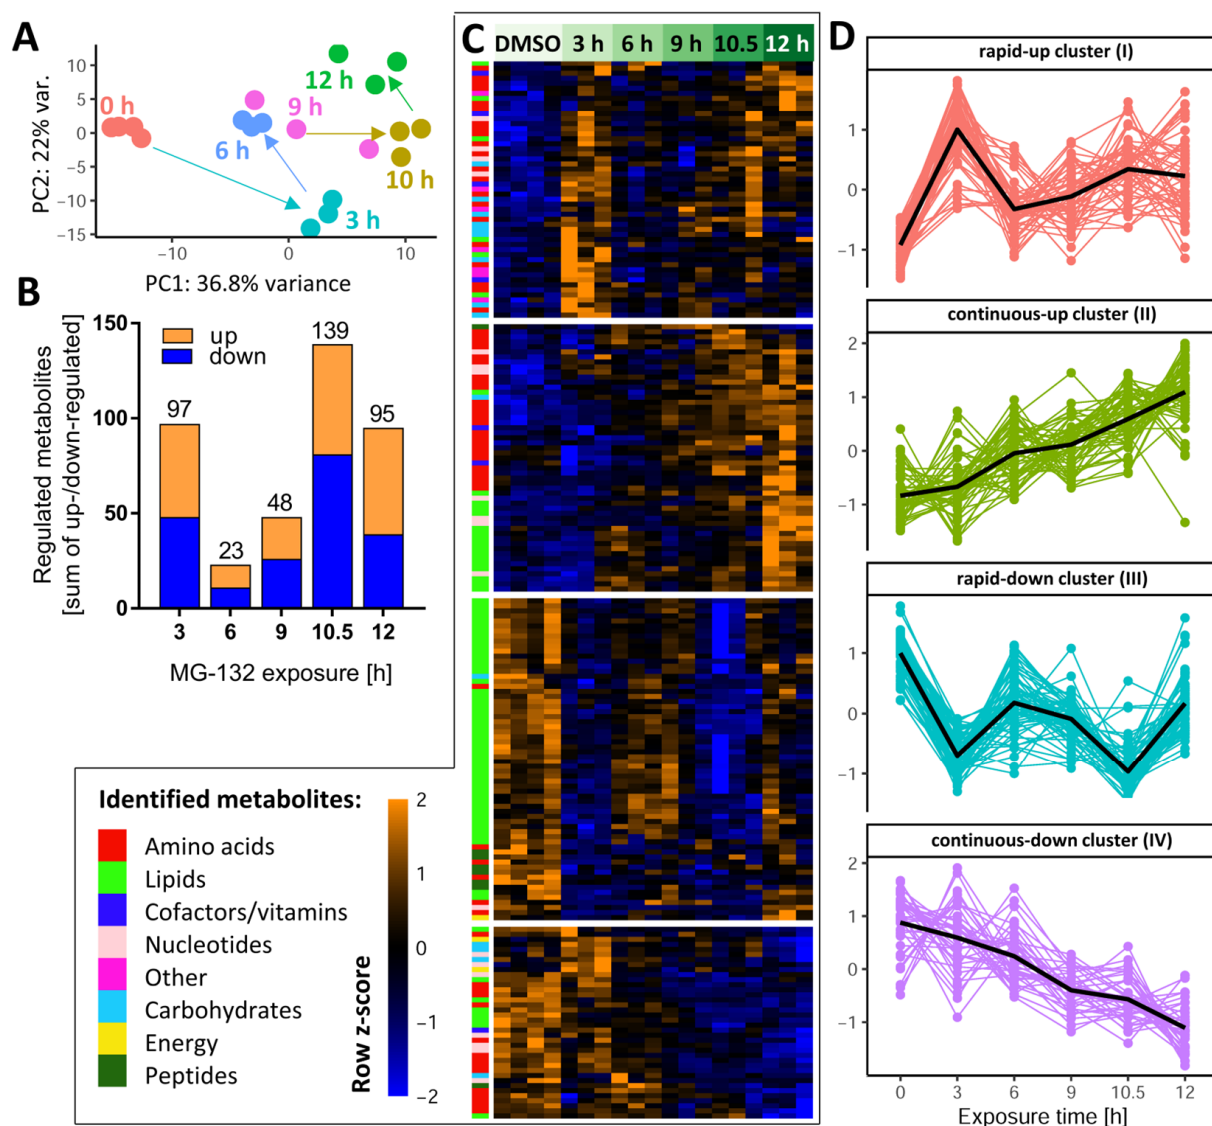 A
PC2: 22% var.
10
5
0
−5
−10
−15
0 h
6 h
9 h
12 h
10 h
3 h
−10
0
10
PC1: 36.8% variance
B
Regulated metabolites
[sum of up-/down-regulated]
150
100
50
0
up
down
97
23
48
139
95
3
6
9
10.5
12
MG-132 exposure [h]
Identified metabolites:
Amino acids
Lipids
Cofactors/vitamins
Nucleotides
Other
Carbohydrates
Energy
Peptides
Row z-score
2
1
0
−1
−2
C
DMSO
3 h
6 h
9 h
10.5
12 h
D
rapid-up cluster (I)
1
0
−1
continuous-up cluster (II)
2
1
0
−1
rapid-down cluster (III)
1
0
−1
continuous-down cluster (IV)
2
1
0
−1
0
3
6
9
10.5
12
Exposure time [h]